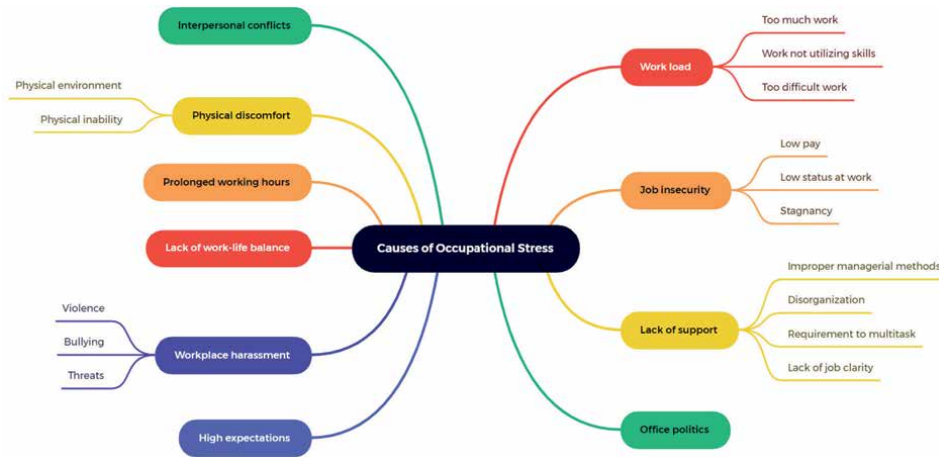 Causes of Occupational Stress
Interpersonal conflicts
Physical discomfort
Physical environment
Physical inability
Prolonged working hours
Lack of work-life balance
Workplace harassment
Violence
Bullying
Threats
High expectations
Work load
Too much work
Work not utilizing skills
Too difficult work
Job insecurity
Low pay
Low status at work
Stagnancy
Lack of support
Improper managerial methods
Disorganization
Requirement to multitask
Lack of job clarity
Office politics